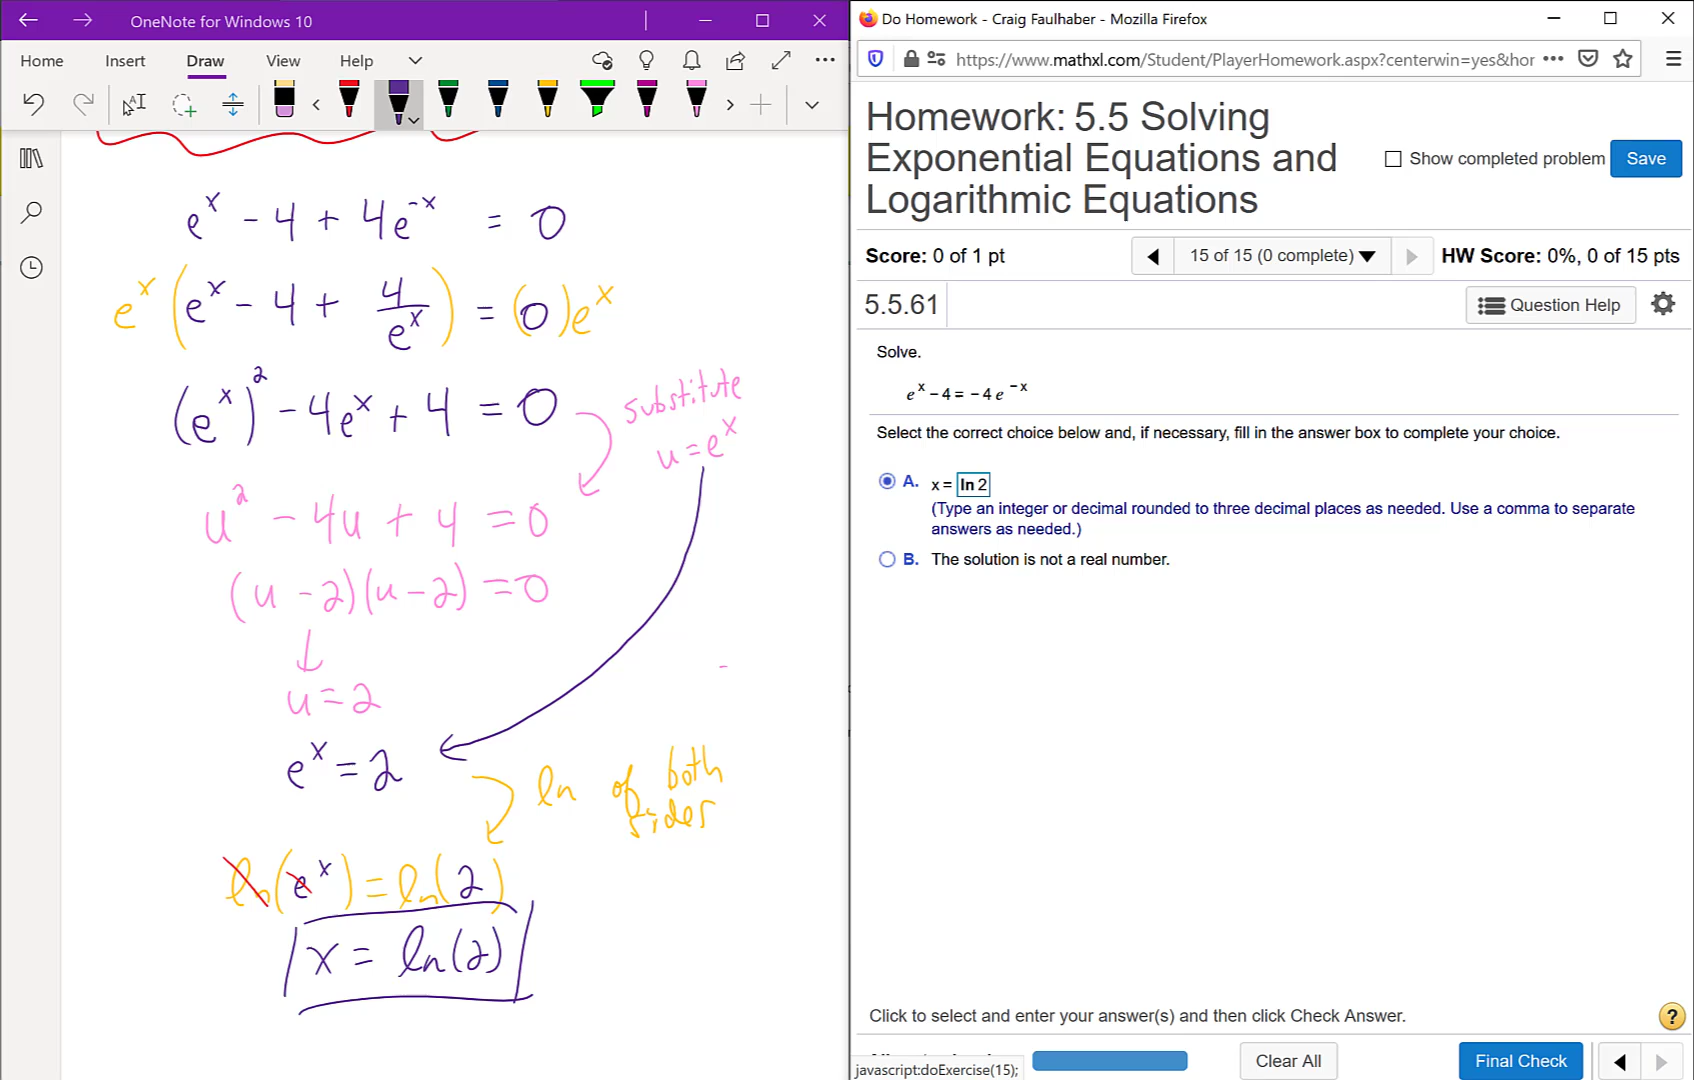 OneNote for Windows 10
Home Insert Draw View Help
e^x - 4 + 4e^-x = 0
e^x (e^x - 4 + 4/e^x) = (0)e^x
(e^x)^2 - 4e^x + 4 = 0
substitute
u = e^x
u^2 - 4u + 4 = 0
(u - 2)(u - 2) = 0
u = 2
e^x = 2
ln of both
sides
ln(e^x) = ln(2)
x = ln(2)
Do Homework - Craig Faulhaber - Mozilla Firefox
https://www.mathxl.com/Student/PlayerHomework.aspx?centerwin=yes&hor
Homework: 5.5 Solving
Exponential Equations and
Logarithmic Equations
Show completed problem
Save
Score: 0 of 1 pt
15 of 15 (0 complete)
HW Score: 0%, 0 of 15 pts
5.5.61
Question Help
Solve.
e^x - 4 = - 4 e^-x
Select the correct choice below and, if necessary, fill in the answer box to complete your choice.
A. x = ln 2
(Type an integer or decimal rounded to three decimal places as needed. Use a comma to separate
answers as needed.)
B. The solution is not a real number.
Click to select and enter your answer(s) and then click Check Answer.
?
javascript:doExercise(15);
Clear All
Final Check